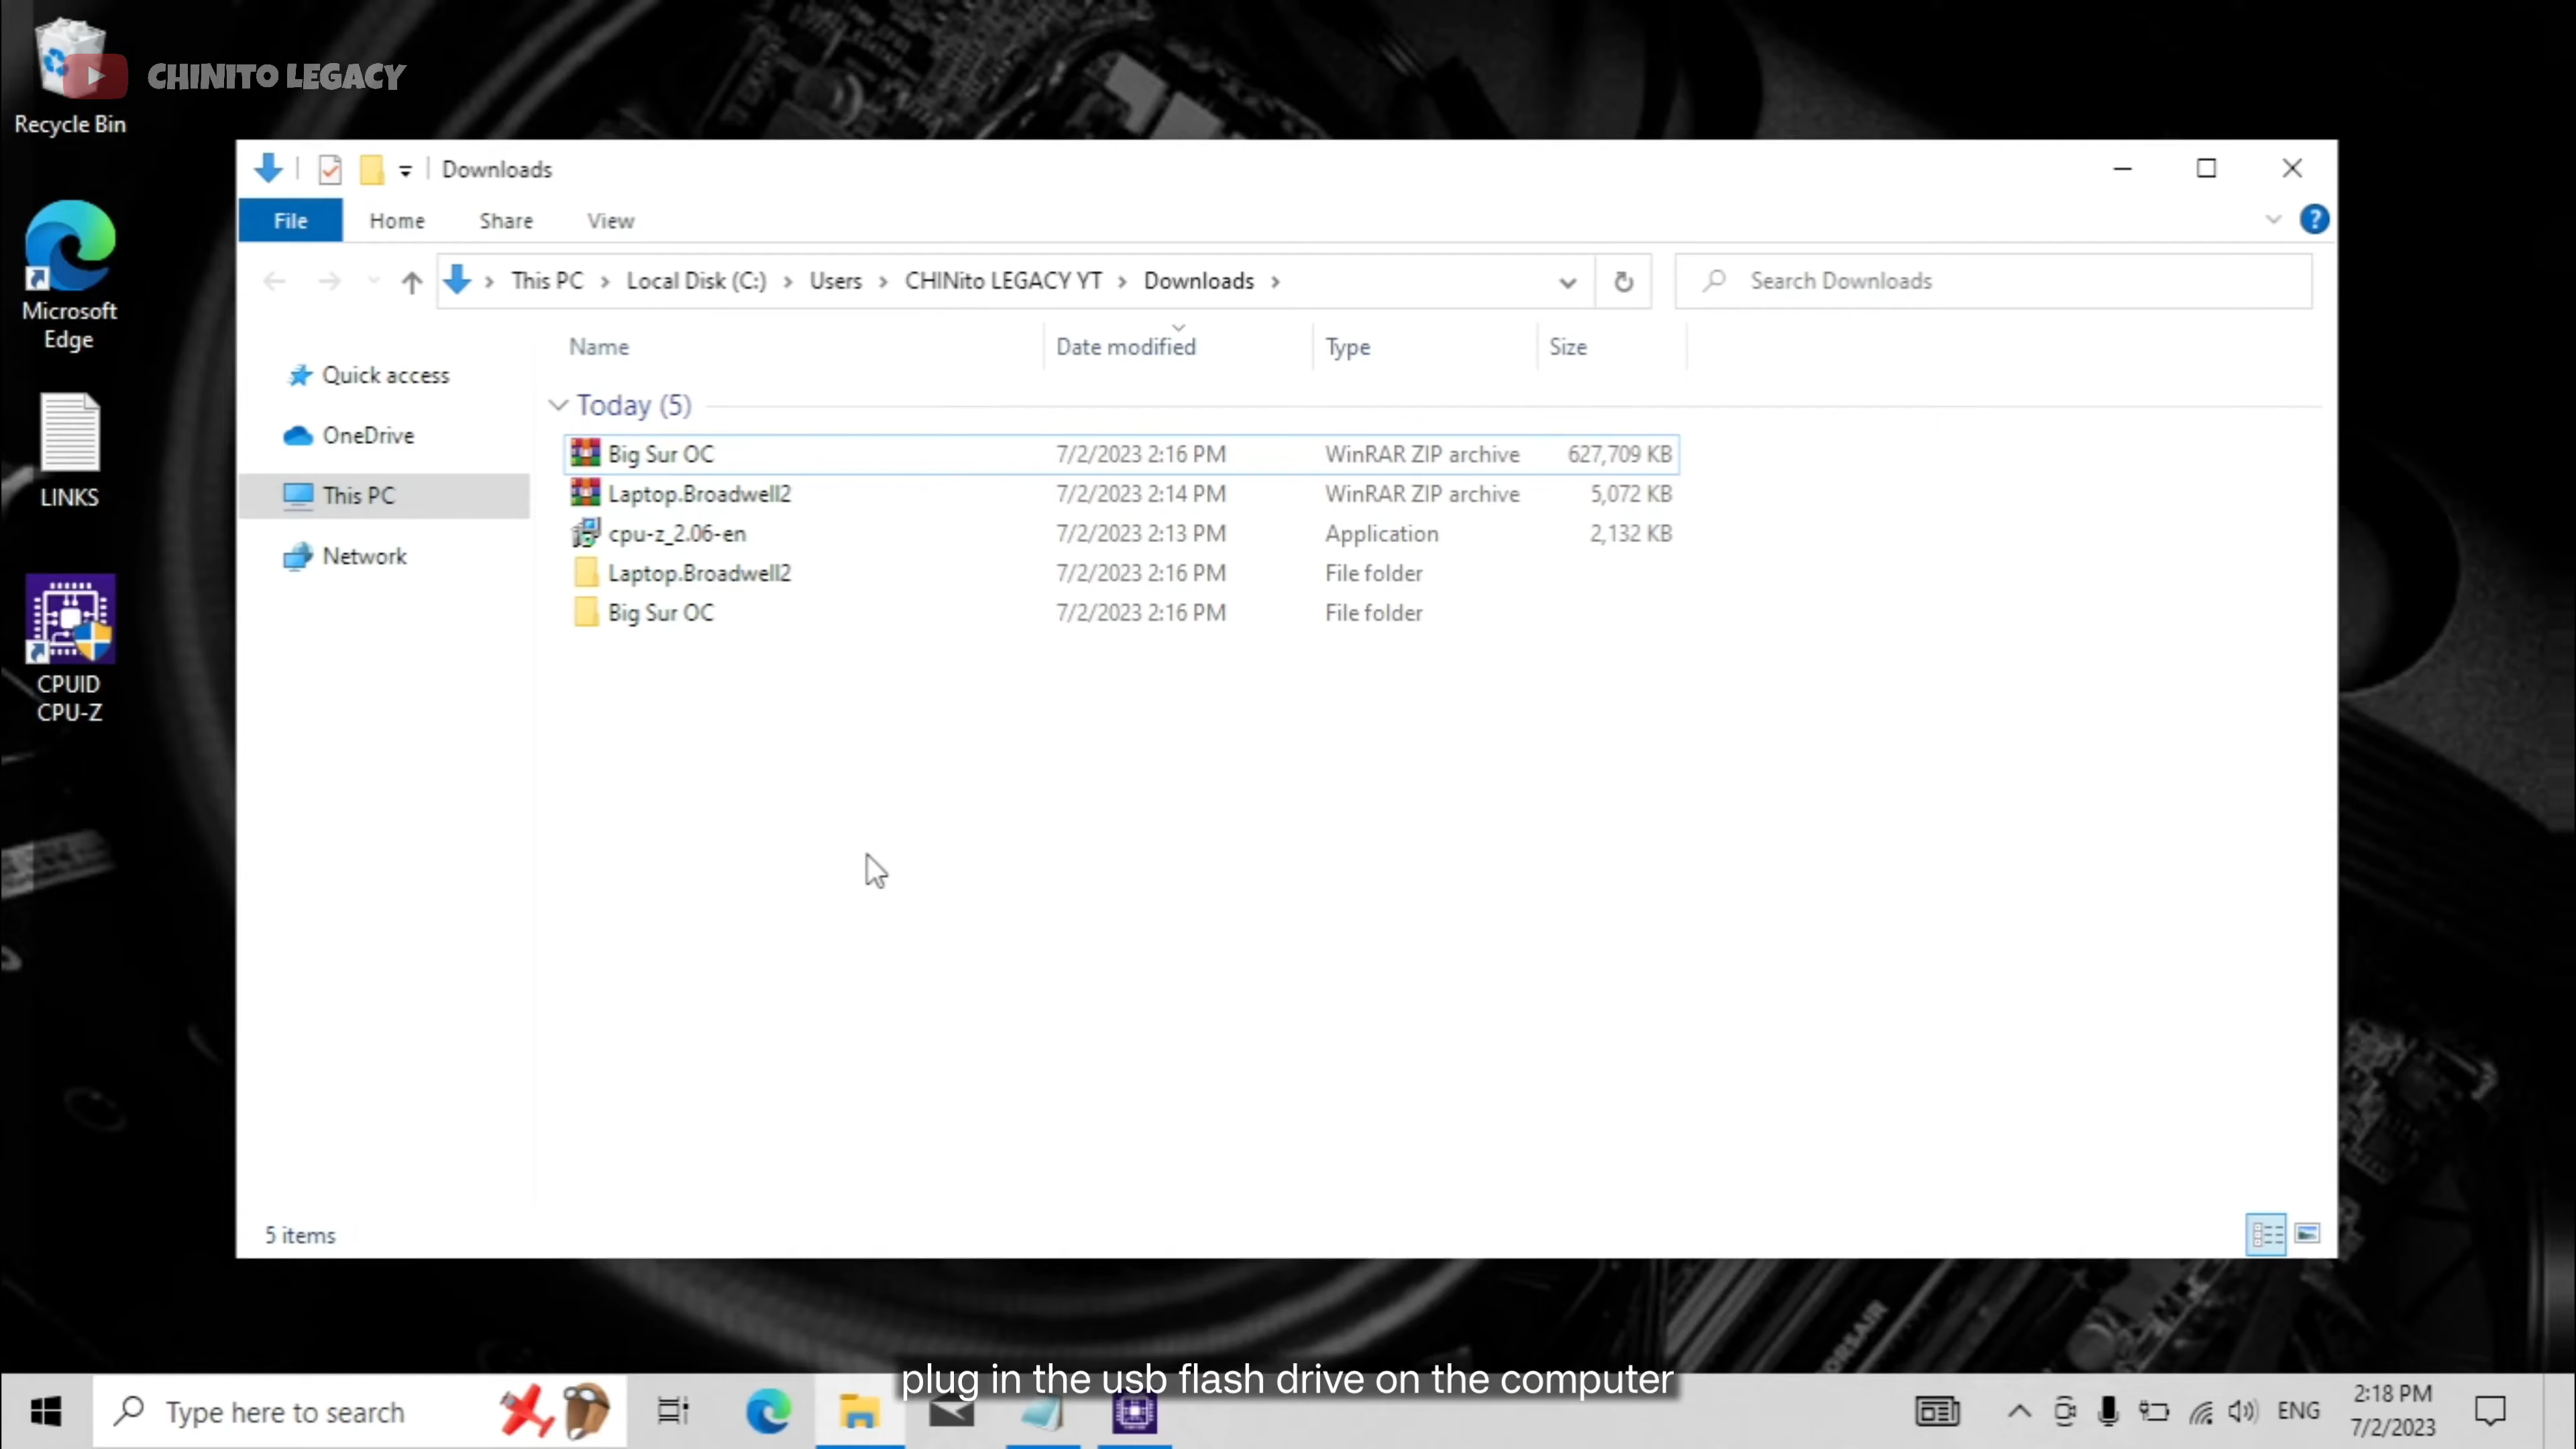 CHINITO LEGACY
Recycle Bin
Microsoft
Edge
LINKS
CPUID
CPU-Z
Downloads
File
Home
Share
View
This PC
Local Disk (C:)
Users
CHINito LEGACY YT
Downloads
Search Downloads
Quick access
OneDrive
This PC
Network
Name Date modified Type Size
Today (5)
Big Sur OC 7/2/2023 2:16 PM WinRAR ZIP archive 627,709 KB
Laptop.Broadwell2 7/2/2023 2:14 PM WinRAR ZIP archive 5,072 KB
cpu-z_2.06-en 7/2/2023 2:13 PM Application 2,132 KB
Laptop.Broadwell2 7/2/2023 2:16 PM File folder
Big Sur OC 7/2/2023 2:16 PM File folder
5 items
plug in the usb flash drive on the computer
Type here to search
ENG
2:18 PM
7/2/2023